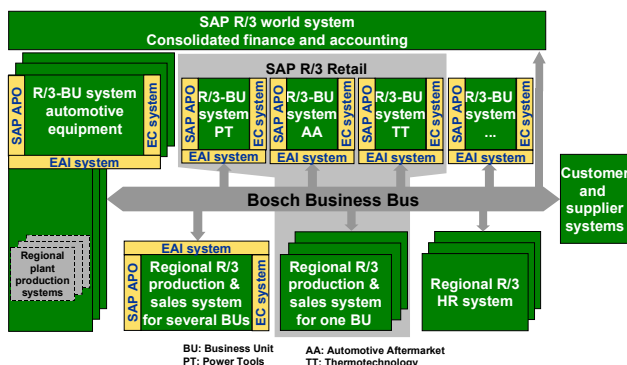 SAP R/3 world system
Consolidated finance and accounting
SAP R/3 Retail
SAP APO
R/3-BU system
automotive
equipment
EC system
EAI system
SAP APO
R/3-BU
system
PT
EC system
EAI system
SAP APO
R/3-BU
system
AA
EC system
EAI system
SAP APO
R/3-BU
system
TT
EC system
EAI system
SAP APO
R/3-BU
system
...
EC system
EAI system
Bosch Business Bus
Customer
and
supplier
systems
Regional
plant
production
systems
EAI system
SAP APO
Regional R/3
production &
sales system
for several BUs
EC system
Regional R/3
production &
sales system
for one BU
Regional R/3
HR system
BU: Business Unit
PT: Power Tools
AA: Automotive Aftermarket
TT: Thermotechnology